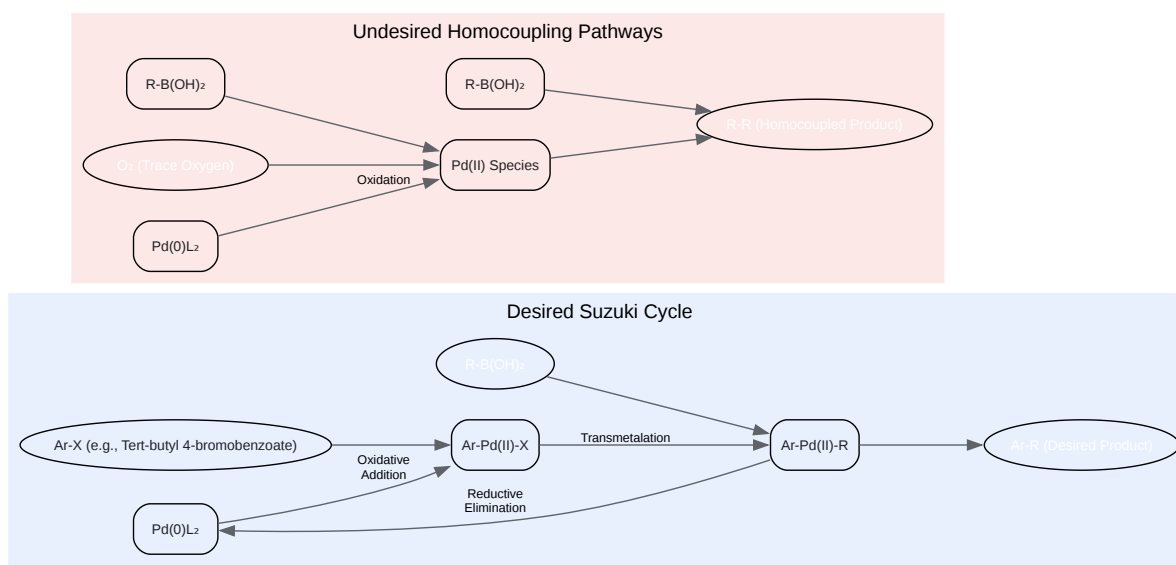 Undesired Homocoupling Pathways
R-B(OH)₂
R-B(OH)₂
R-R (Homocoupled Product)
O₂ (Trace Oxygen)
Pd(II) Species
Oxidation
Pd(0)L₂
Desired Suzuki Cycle
R-B(OH)₂
Ar-X (e.g., Tert-butyl 4-bromobenzoate)
Ar-Pd(II)-X
Transmetalation
Ar-Pd(II)-R
Ar-R (Desired Product)
Oxidative
Addition
Reductive
Elimination
Pd(0)L₂